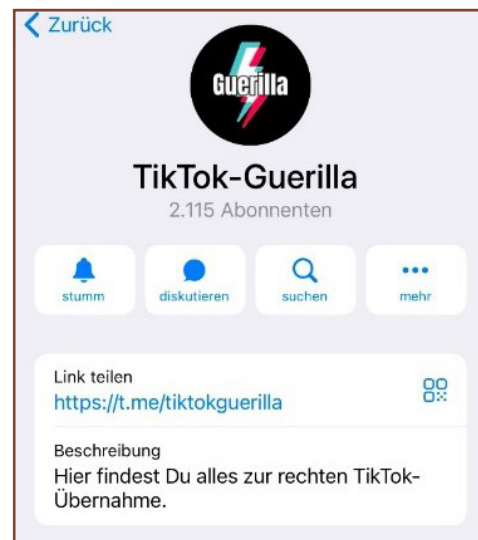 Zurück
Guerilla
TikTok-Guerilla
2.115 Abonnenten
stumm
diskutieren
suchen
mehr
Link teilen
https://t.me/tiktokguerilla
Beschreibung
Hier findest Du alles zur rechten TikTok-
Übernahme.